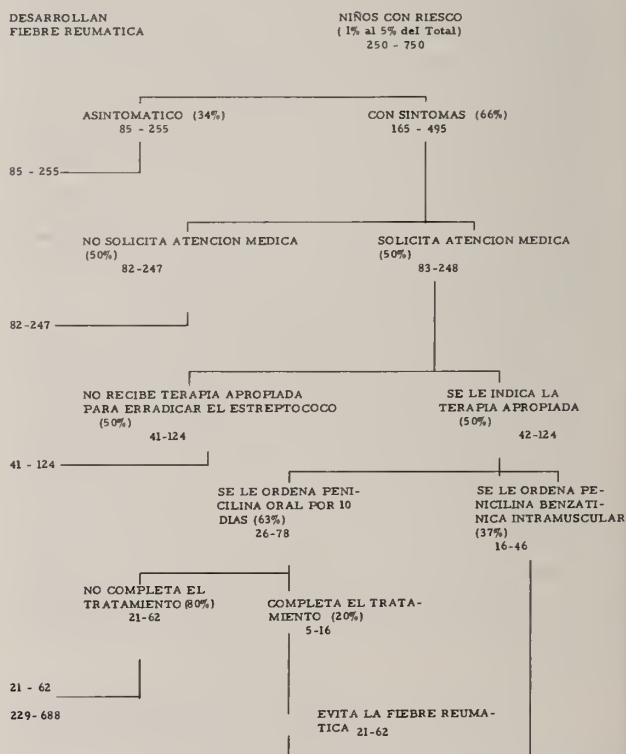 DESARROLLAN
FIEBRE REUMATICA
NIÑOS CON RIESCO
( 1% al 5% del Total)
250 - 750
ASINTOMATICO (34%)
85 - 255
CON SINTOMAS (66%)
165 - 495
85 - 255
NO SOLICITA ATENCION MEDICA
(50%)
82-247
SOLICITA ATENCION MEDICA
(50%)
83-248
82-247
NO RECIBE TERAPIA APROPIADA
PARA ERRADICAR EL ESTREPTOCOCO
(50%)
41-124
SE LE INDICA LA
TERAPIA APROPIADA
(50%)
42-124
41 - 124
SE LE ORDENA PENI-
CILINA ORAL POR 10
DIAS (63%)
26-78
SE LE ORDENA PE-
NICILINA BENZATI-
NICA INTRAMUSCULAR
(37%)
16-46
NO COMPLETA EL
TRATAMIENTO (80%)
21-62
COMPLETA EL TRATA-
MIENTO (20%)
5-16
21 - 62
229-688
EVITA LA FIEBRE REUMA-
TICA 21-62